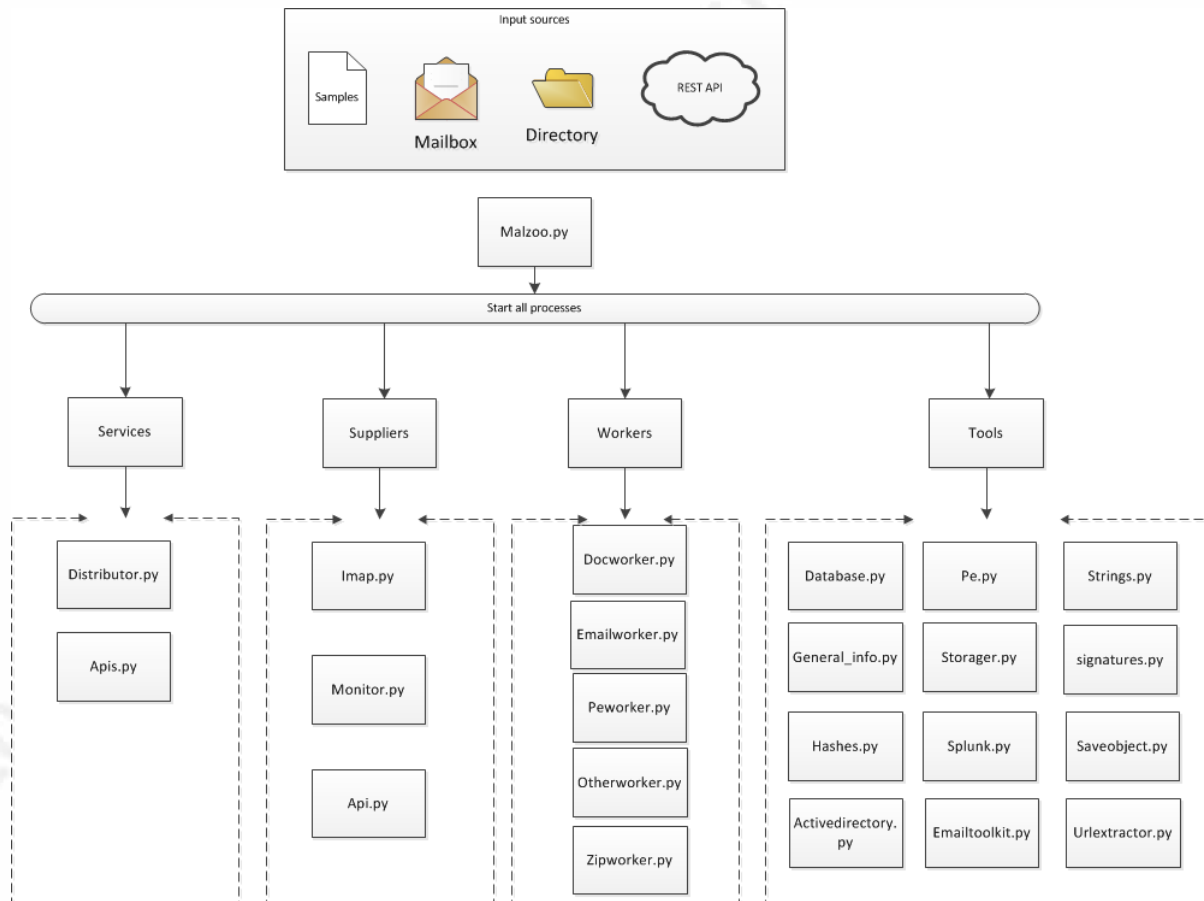 Input sources
Samples
Mailbox
Directory
REST API
Malzoo.py
Start all processes
Services
Suppliers
Workers
Tools
Distributor.py
Apis.py
Imap.py
Monitor.py
Api.py
Docworker.py
Emailworker.py
Peworker.py
Otherworker.py
Zipworker.py
Database.py
Pe.py
Strings.py
General_info.py
Storager.py
signatures.py
Hashes.py
Splunk.py
Saveobject.py
Activedirectory.
py
Emailtoolkit.py
Urlextractor.py